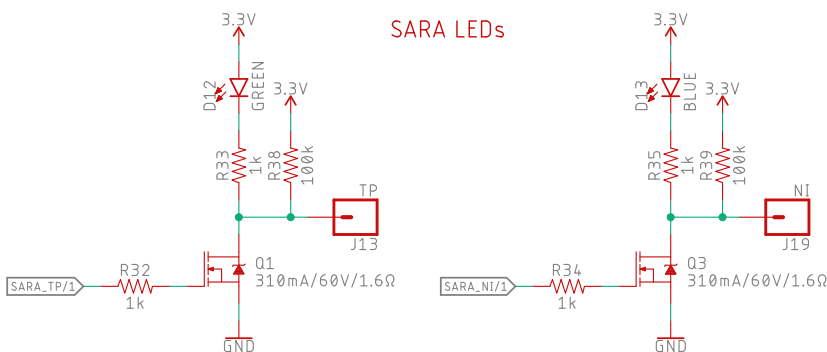 SARA LEDs
3.3V
D12
GREEN
3.3V
R33
1k
R38
100k
TP
J13
Q1
310mA/60V/1.6Ω
R32
1k
SARA_TP/1
GND
3.3V
D13
BLUE
3.3V
R35
1k
R39
100k
NI
J19
Q3
310mA/60V/1.6Ω
R34
1k
SARA_NI/1
GND